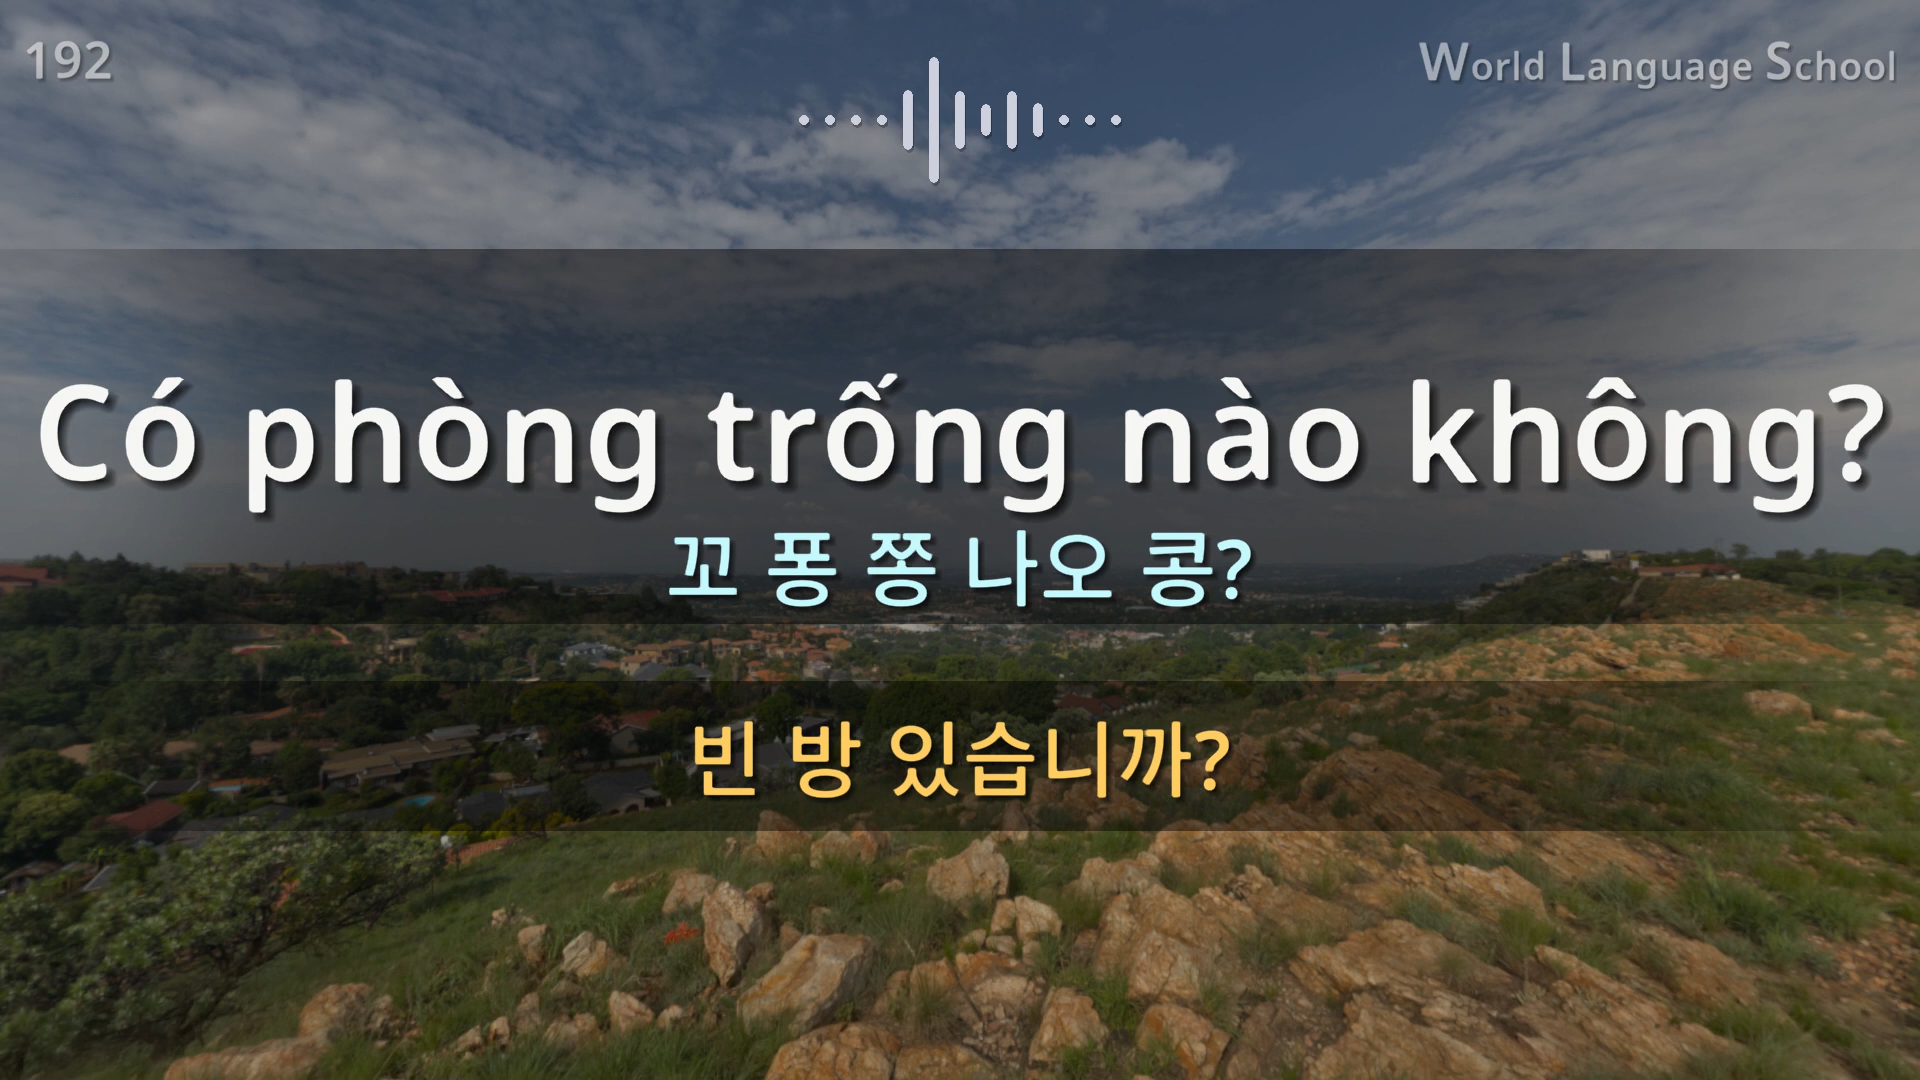 192
World Language School
Có phòng trống nào không?
꼬 퐁 쫑 나오 콩?
빈 방 있습니까?